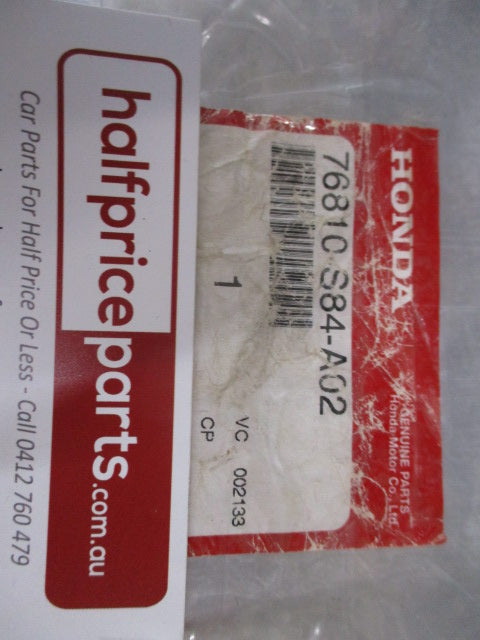 HONDA
GENUINE PARTS
Honda Motor Co., Ltd.
76810 S84-A02
1
VC 002133
CP
halfpriceparts.com.au
Car Parts For Half Price Or Less - Call 0412 760 479